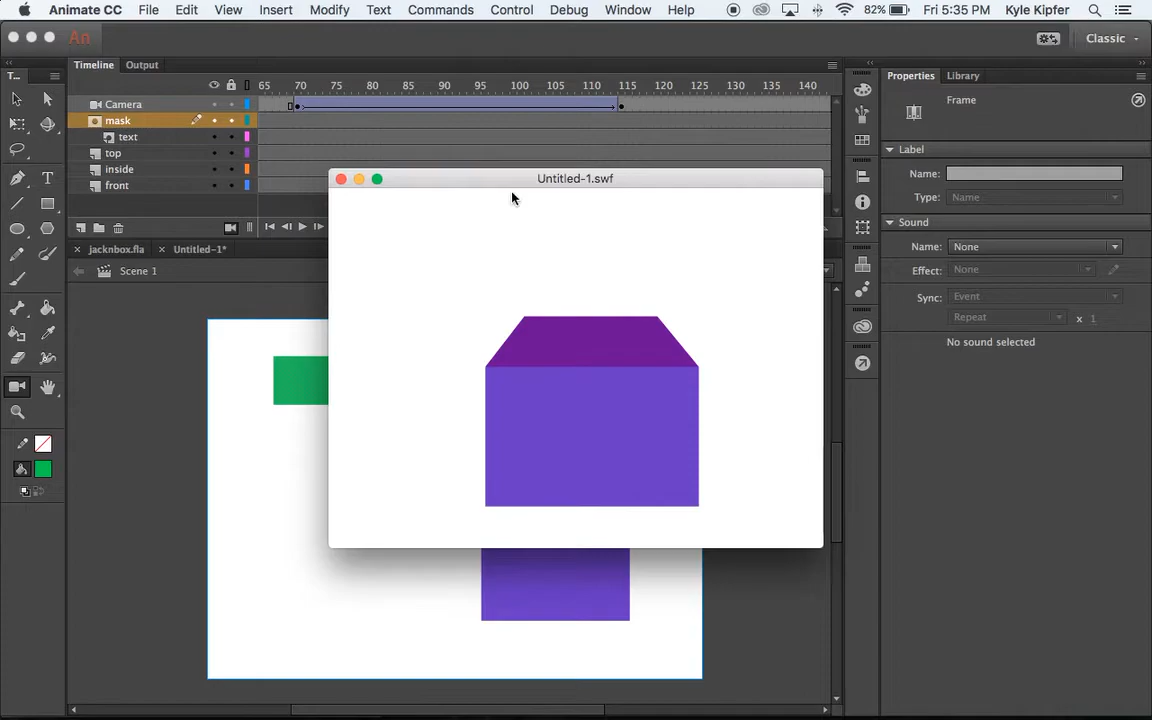 Animate CC File Edit View Insert Modify Text Commands Control Debug Window Help 82% Fri 5:35 PM Kyle Kipfer
An Classic
Timeline Output
65 70 75 80 85 90 95 100 105 110 115 120 125 130 135 140
Camera
mask
text
top
inside
front
T...
Properties Library
Frame
Label
Name:
Type: Name
Sound
Name: None
Effect: None
Sync: Event
Repeat x 1
No sound selected
Untitled-1.swf
jacknbox.fla Untitled-1*
Scene 1
T